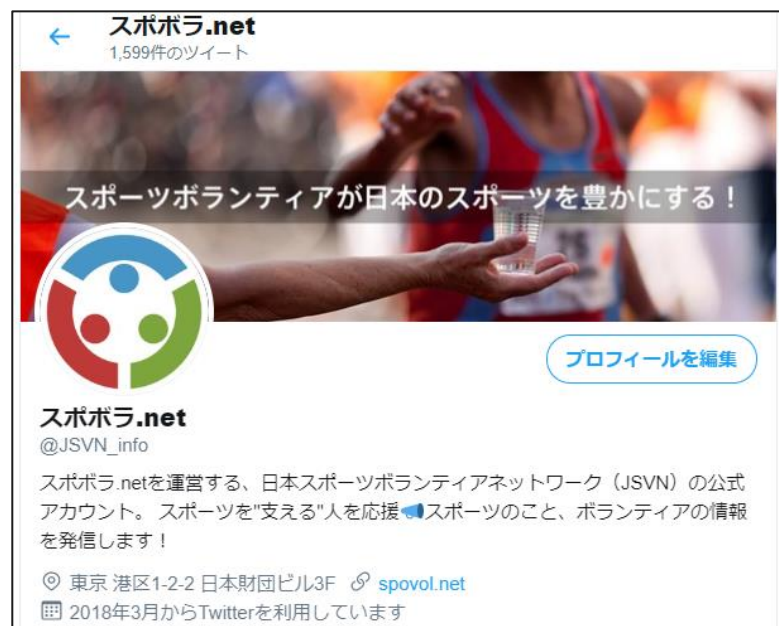 スポボラ.net
1,599件のツイート
スポーツボランティアが日本のスポーツを豊かにする！
プロフィールを編集
スポボラ.net
@JSVN_info
スポボラ.netを運営する、日本スポーツボランティアネットワーク（JSVN）の公式
アカウント。 スポーツを"支える"人を応援📢スポーツのこと、ボランティアの情報
を発信します！
東京 港区1-2-2 日本財団ビル3F spovol.net
2018年3月からTwitterを利用しています